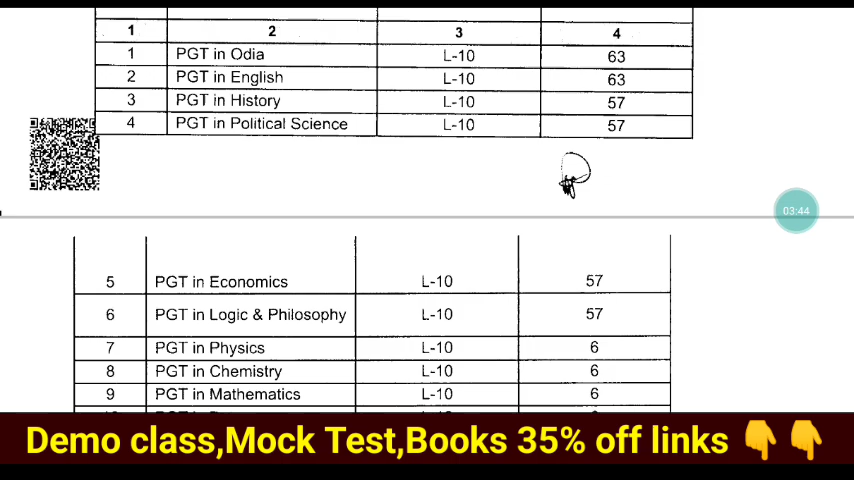 1 2 3 4
1 PGT in Odia L-10 63
2 PGT in English L-10 63
3 PGT in History L-10 57
4 PGT in Political Science L-10 57
03:44
5 PGT in Economics L-10 57
6 PGT in Logic & Philosophy L-10 57
7 PGT in Physics L-10 6
8 PGT in Chemistry L-10 6
9 PGT in Mathematics L-10 6
Demo class,Mock Test,Books 35% off links 👇👇